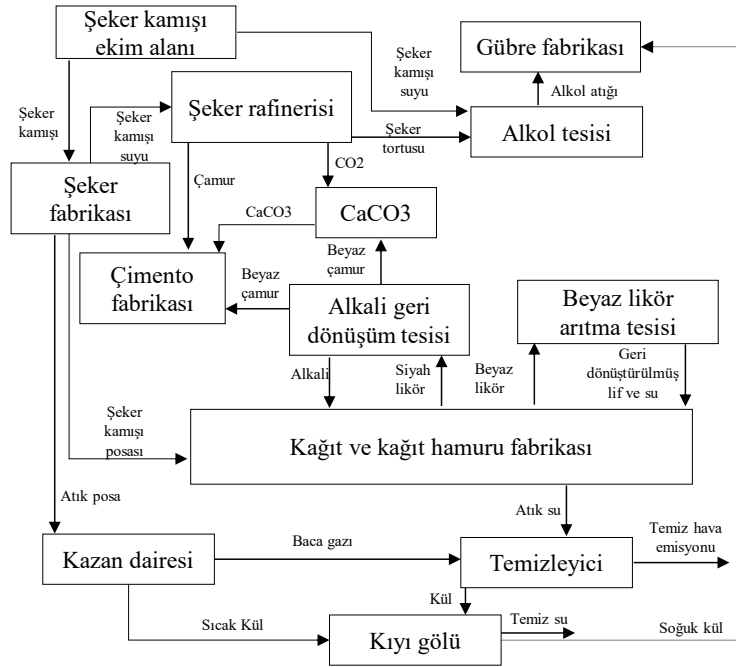 Şeker kamışı
ekim alanı
Gübre fabrikası
Şeker
kamışı
suyu
Alkol atığı
Şeker
kamışı
Şeker
kamışı
suyu
Şeker rafinerisi
Şeker
tortusu
Alkol tesisi
Şeker
fabrikası
Çamur
CO2
CaCO3
CaCO3
Çimento
fabrikası
Beyaz
çamur
Beyaz
çamur
Alkali geri
dönüşüm tesisi
Beyaz likör
arıtma tesisi
Alkali
Siyah
likör
Beyaz
likör
Geri
dönüştürülmüş
lif ve su
Şeker
kamışı
posası
Kağıt ve kağıt hamuru fabrikası
Atık posa
Atık su
Kazan dairesi
Baca gazı
Temizleyici
Temiz hava
emisyonu
Kül
Sıcak Kül
Kıyı gölü
Temiz su
Soğuk kül